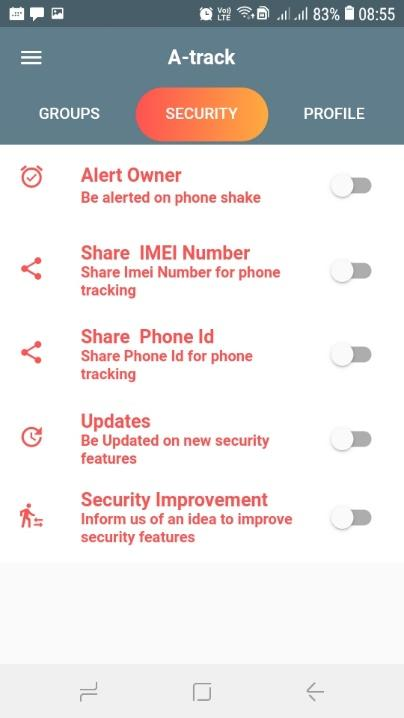 Vo)) LTE 83% 08:55
A-track
GROUPS SECURITY PROFILE
Alert Owner
Be alerted on phone shake
Share IMEI Number
Share Imei Number for phone
tracking
Share Phone Id
Share Phone Id for phone
tracking
Updates
Be Updated on new security
features
Security Improvement
Inform us of an idea to improve
security features